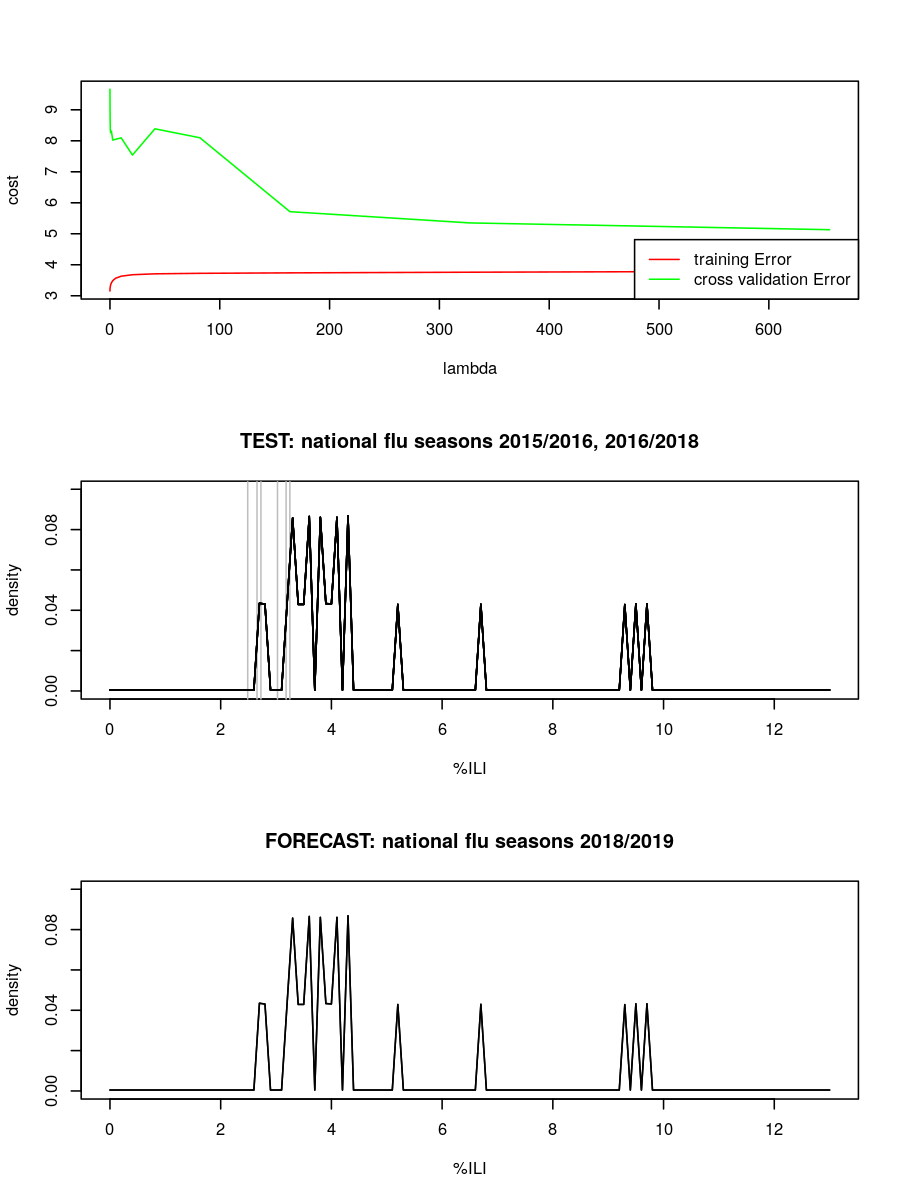 9
8
7
6
5
4
3
cost
training Error
cross validation Error
0 100 200 300 400 500 600
lambda
TEST: national flu seasons 2015/2016, 2016/2018
0.08
0.04
0.00
density
0 2 4 6 8 10 12
%ILI
FORECAST: national flu seasons 2018/2019
0.08
0.04
0.00
density
0 2 4 6 8 10 12
%ILI